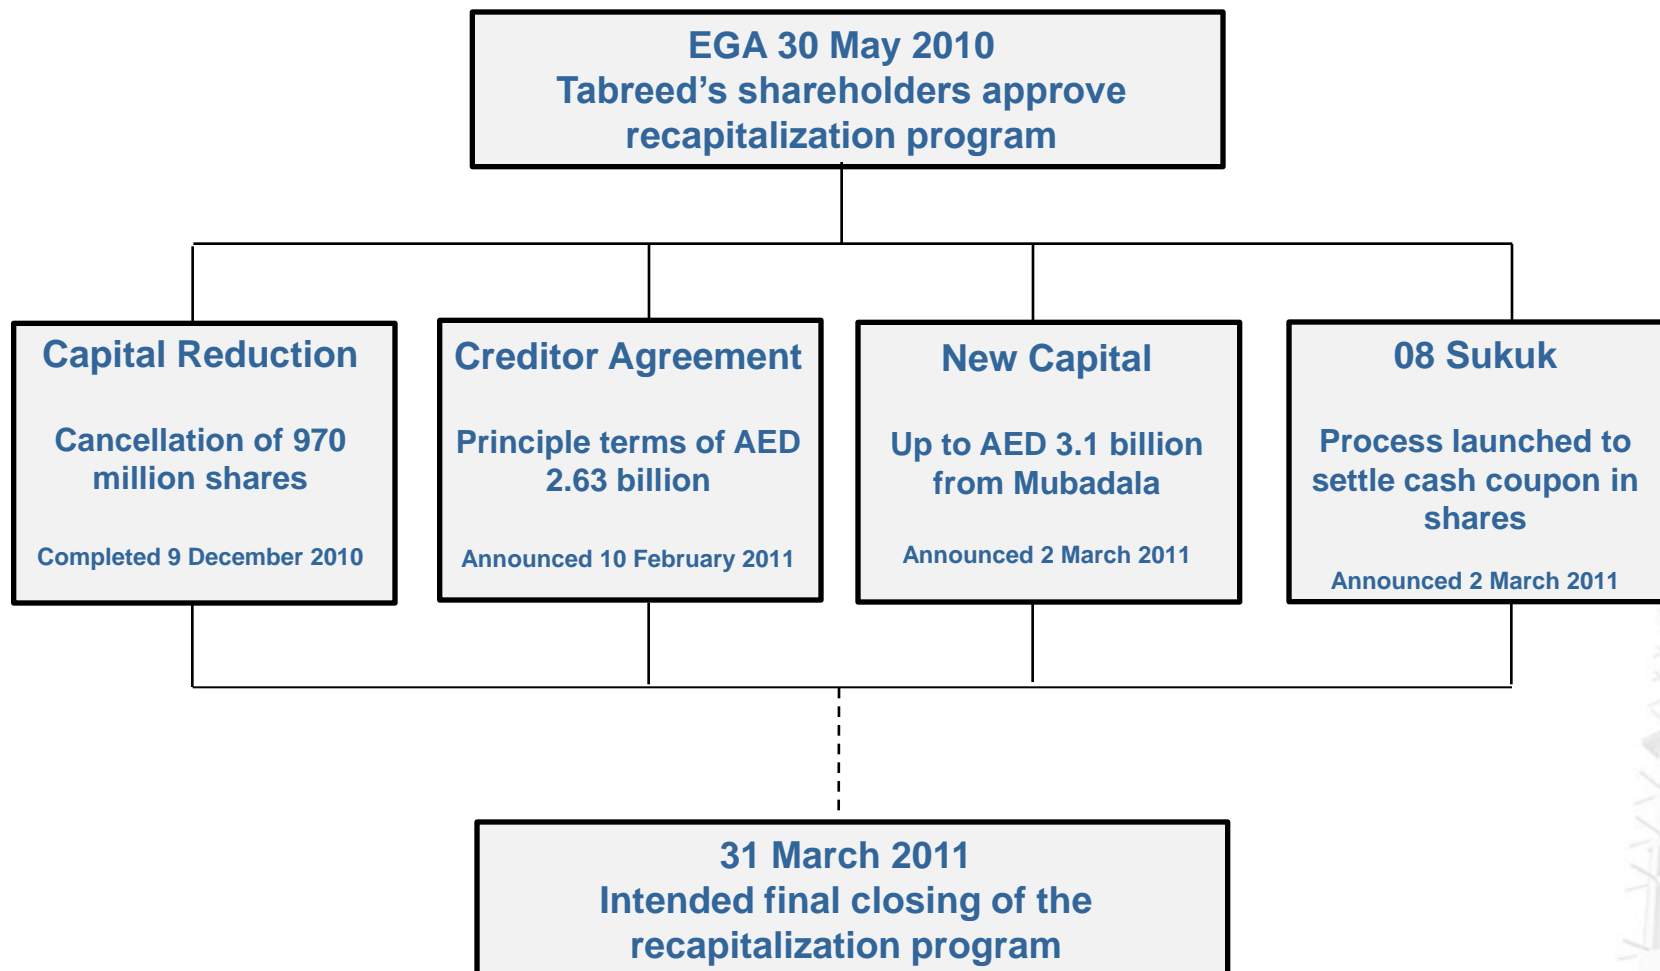 EGA 30 May 2010
Tabreed’s shareholders approve
recapitalization program
Capital Reduction
Cancellation of 970
million shares
Completed 9 December 2010
Creditor Agreement
Principle terms of AED
2.63 billion
Announced 10 February 2011
New Capital
Up to AED 3.1 billion
from Mubadala
Announced 2 March 2011
08 Sukuk
Process launched to
settle cash coupon in
shares
Announced 2 March 2011
31 March 2011
Intended final closing of the
recapitalization program